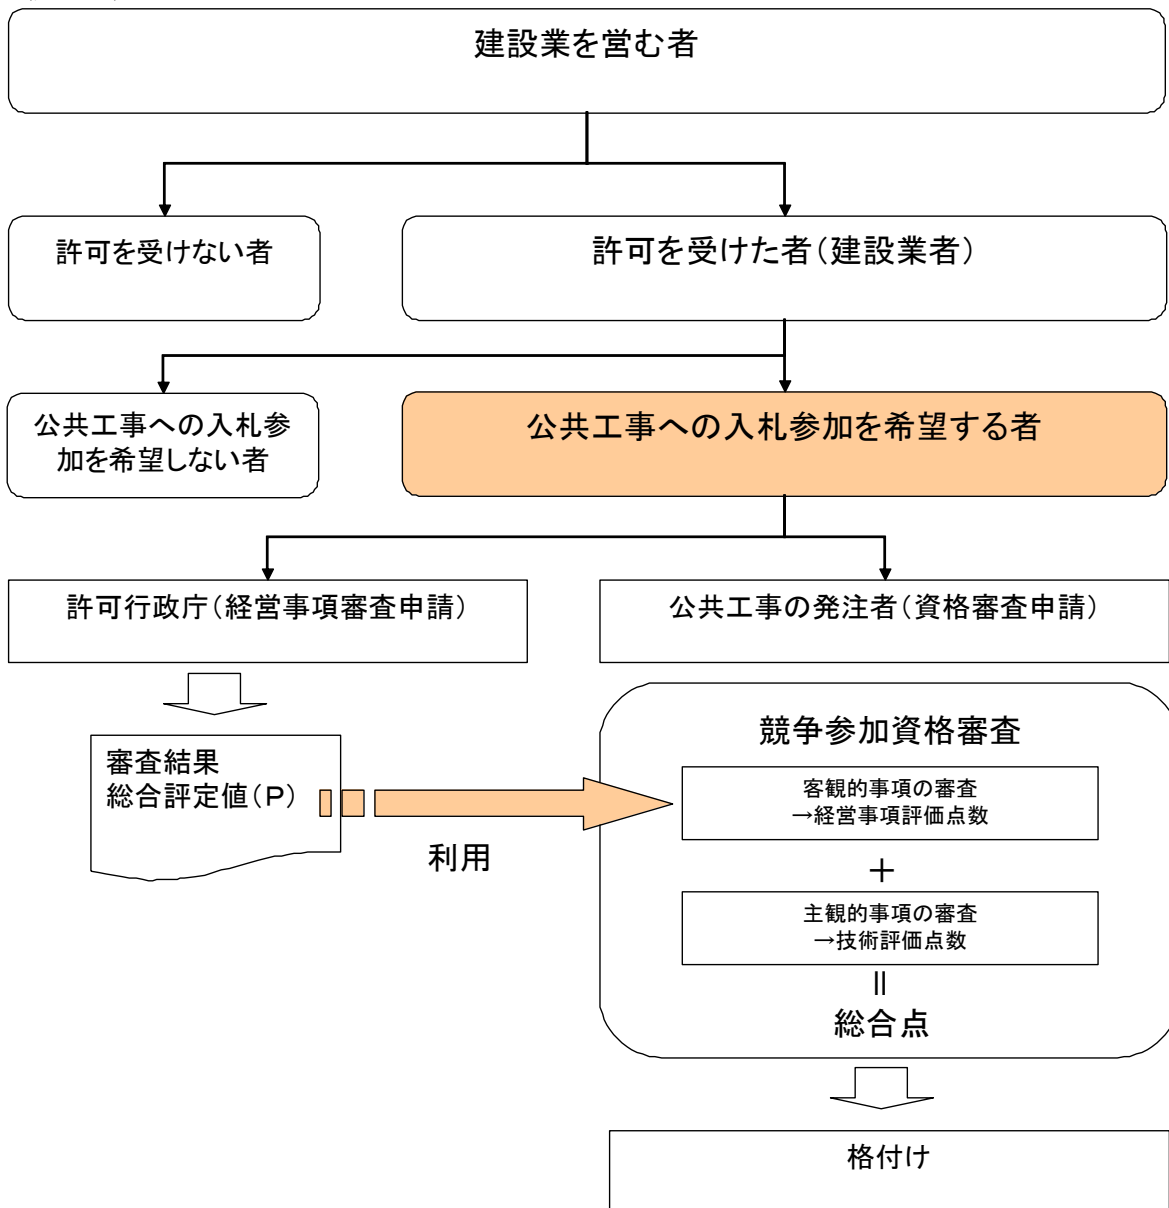 建設業を営む者
許可を受けない者
許可を受けた者(建設業者)
公共工事への入札参
加を希望しない者
公共工事への入札参加を希望する者
許可行政庁(経営事項審査申請)
公共工事の発注者(資格審査申請)
審査結果
総合評定値(P)
利用
競争参加資格審査
客観的事項の審査
→経営事項評価点数
+
主観的事項の審査
→技術評価点数
=
総合点
格付け